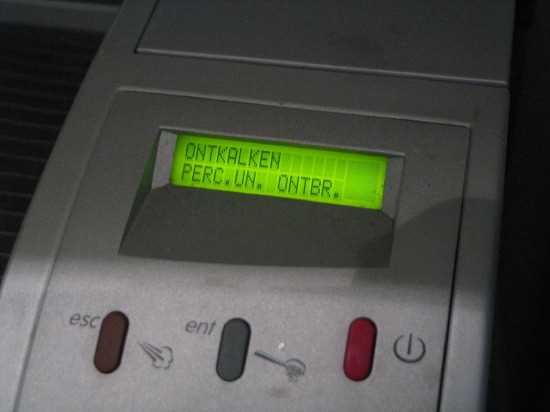 ONTKALKEN
PERC.UN. ONTBR.
esc
ent